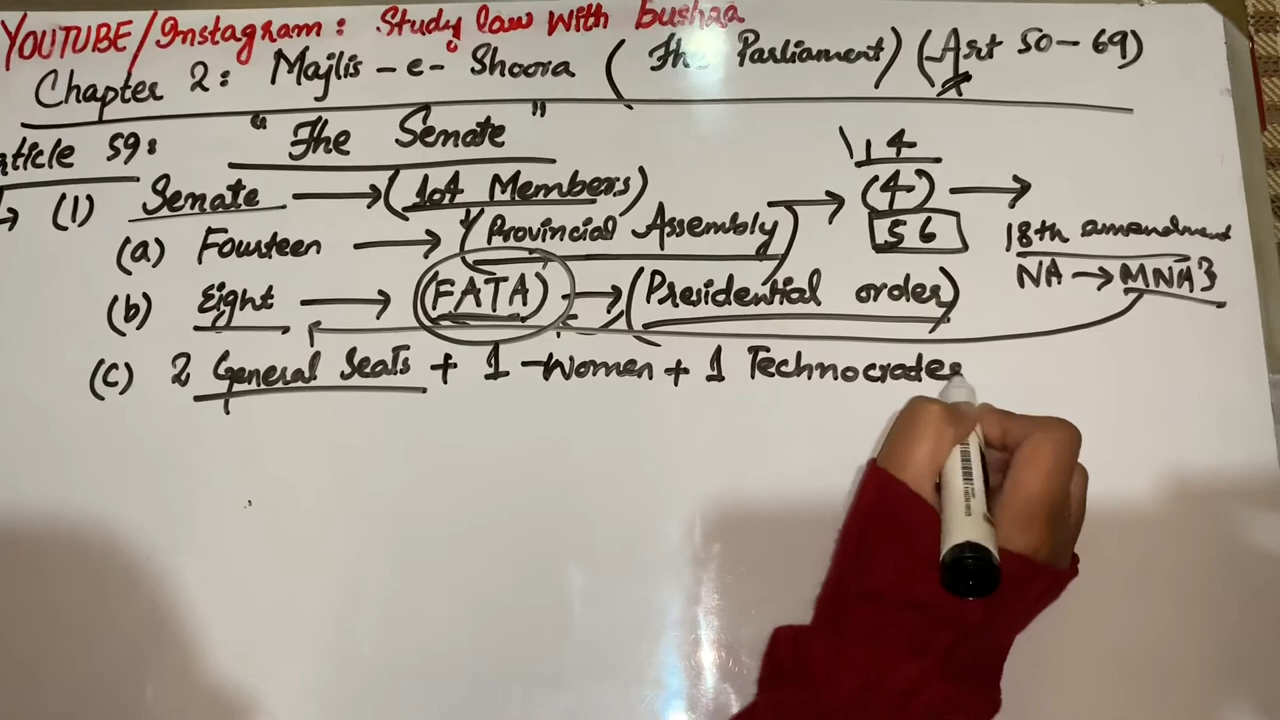 YOUTUBE/Instagram: Study law with bushaa
Chapter 2: Majlis-e-Shoora (The Parliament) (Art 50-69)
rticle 59: "The Senate"
14
(1) Senate → (104 Members) → (4) →
(a) Fourteen → (Provincial Assembly) 56 18th amendment
NA → MNA's
(b) Eight → (FATA) → (Presidential order)
(C) 2 General Seats + 1 -Women + 1 Technocrates